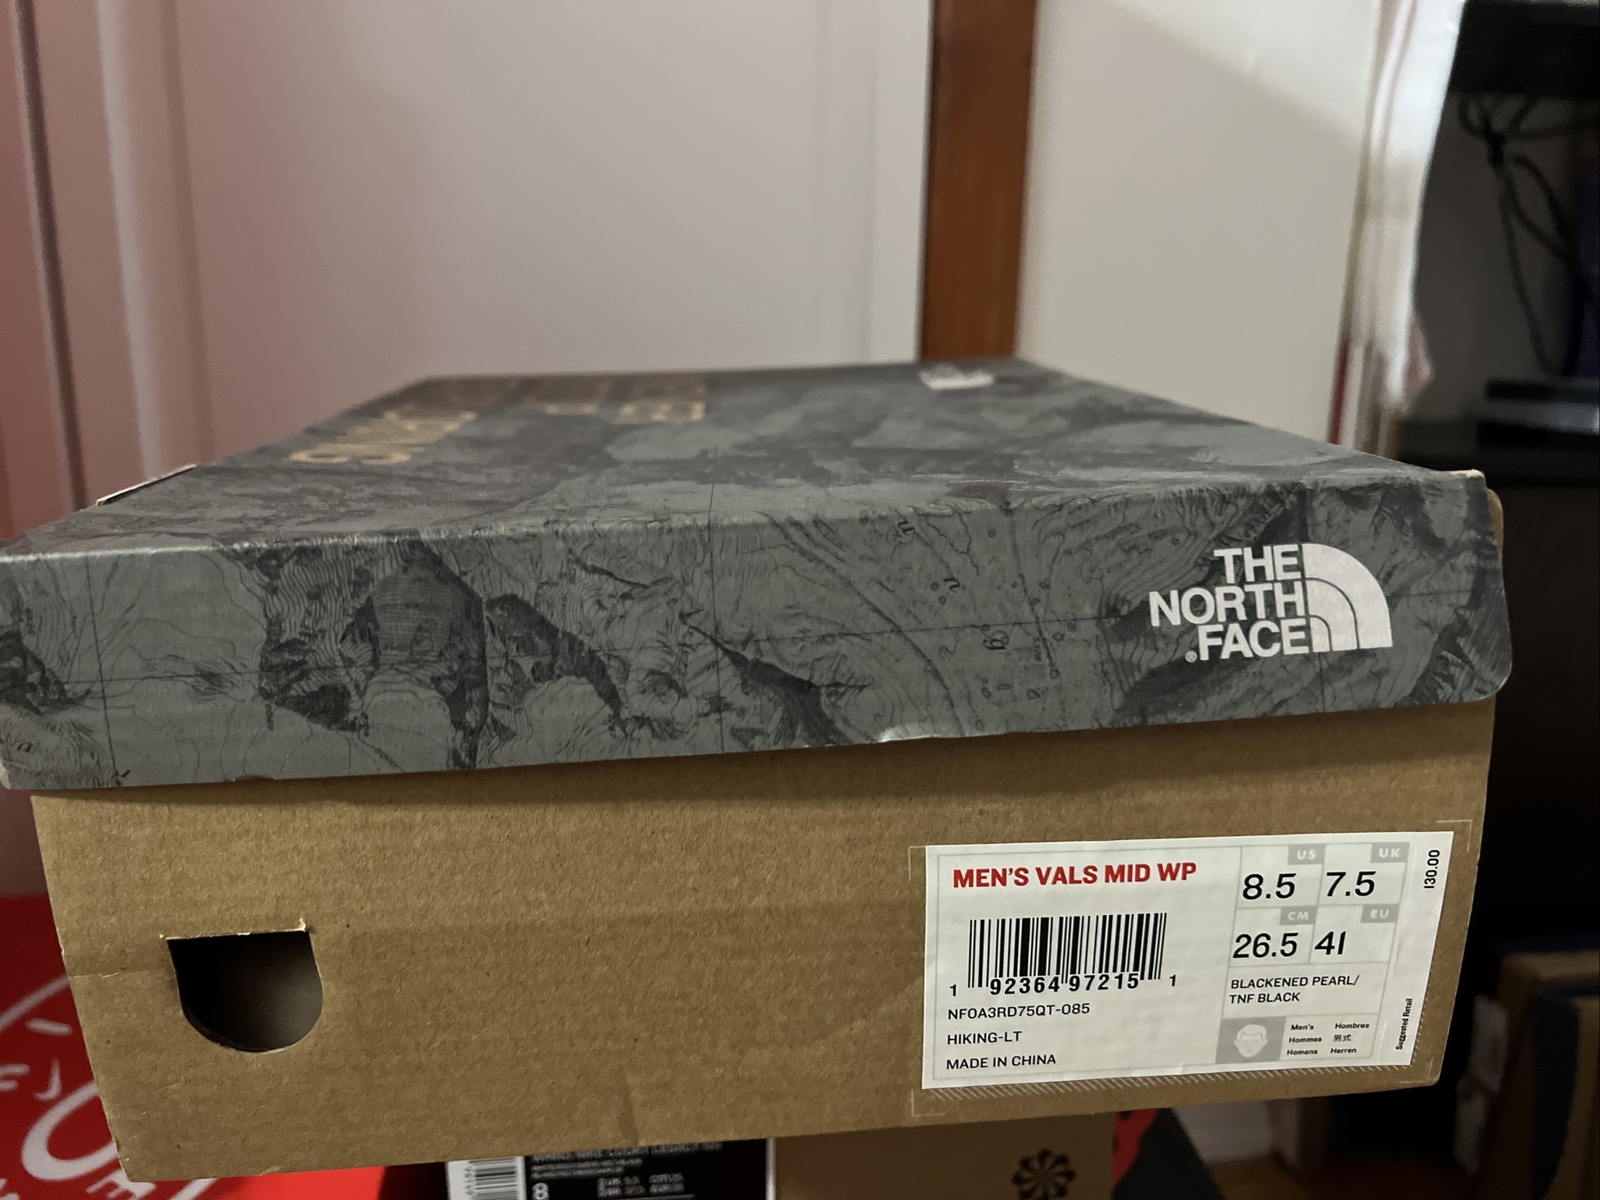 THE
NORTH
FACE
MEN'S VALS MID WP
1 92364 97215 1
NF0A3RD75QT-085
HIKING-LT
MADE IN CHINA
US
8.5
UK
7.5
CM
26.5
EU
41
BLACKENED PEARL/
TNF BLACK
Men's Hombres
Hommes 男式
Homens Herren
130.00
Suggested Retail
8